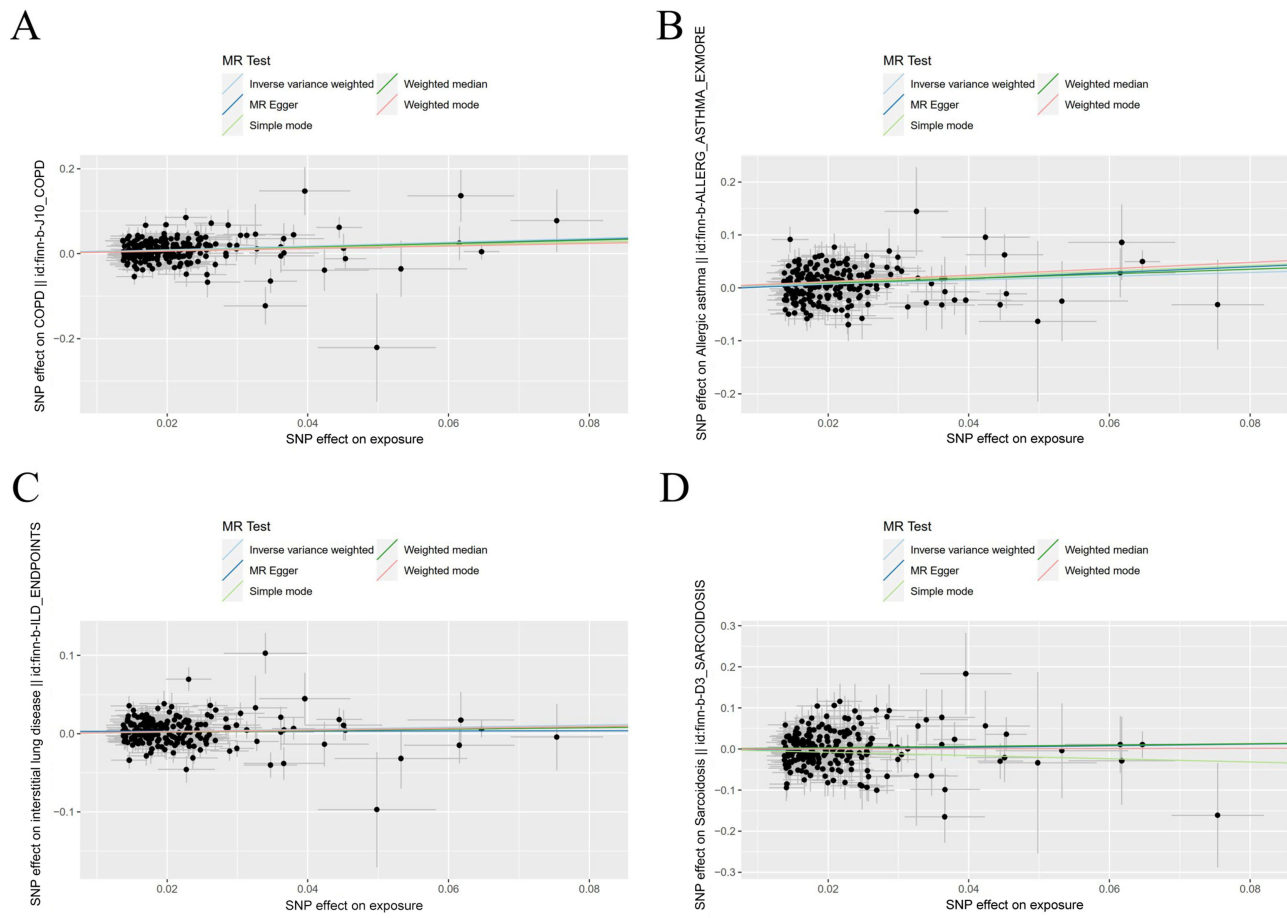 A
MR Test
Inverse variance weighted
Weighted median
MR Egger
Weighted mode
Simple mode
SNP effect on COPD || id:finn-b-J10_COPD
0.2
0.0
−0.2
0.02
0.04
0.06
0.08
SNP effect on exposure
B
MR Test
Inverse variance weighted
Weighted median
MR Egger
Weighted mode
Simple mode
SNP effect on Allergic asthma || id:finn-b-ALLERG_ASTHMA_EXMORE
0.2
0.1
0.0
−0.1
−0.2
0.02
0.04
0.06
0.08
SNP effect on exposure
C
MR Test
Inverse variance weighted
Weighted median
MR Egger
Weighted mode
Simple mode
SNP effect on interstitial lung disease || id:finn-b-ILD_ENDPOINTS
0.1
0.0
−0.1
0.02
0.04
0.06
0.08
SNP effect on exposure
D
MR Test
Inverse variance weighted
Weighted median
MR Egger
Weighted mode
Simple mode
SNP effect on Sarcoidosis || id:finn-b-D3_SARCOIDOSIS
0.3
0.2
0.1
0.0
−0.1
−0.2
−0.3
0.02
0.04
0.06
0.08
SNP effect on exposure